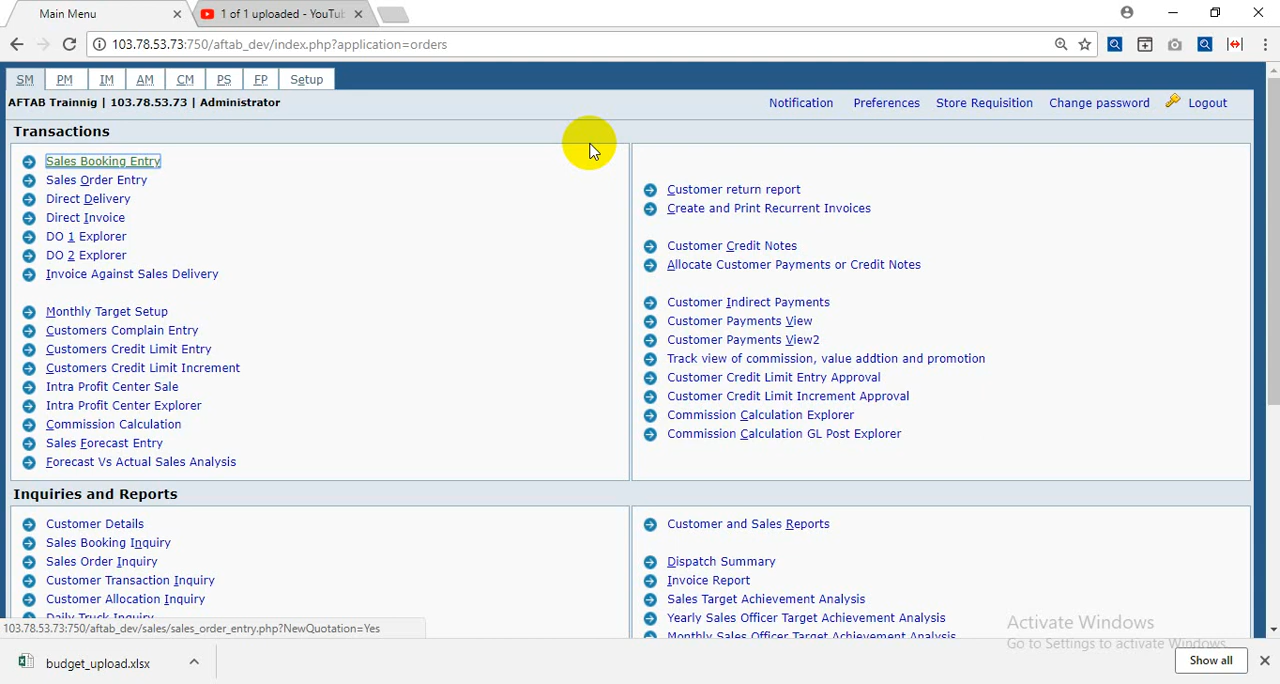 Main Menu
1 of 1 uploaded - YouTu
103.78.53.73:750/aftab_dev/index.php?application=orders
SM PM IM AM CM PS FP Setup
AFTAB Trainnig | 103.78.53.73 | Administrator
Notification Preferences Store Requisition Change password Logout
Transactions
Sales Booking Entry
Sales Order Entry
Direct Delivery
Direct Invoice
DO 1 Explorer
DO 2 Explorer
Invoice Against Sales Delivery
Monthly Target Setup
Customers Complain Entry
Customers Credit Limit Entry
Customers Credit Limit Increment
Intra Profit Center Sale
Intra Profit Center Explorer
Commission Calculation
Sales Forecast Entry
Forecast Vs Actual Sales Analysis
Customer return report
Create and Print Recurrent Invoices
Customer Credit Notes
Allocate Customer Payments or Credit Notes
Customer Indirect Payments
Customer Payments View
Customer Payments View2
Track view of commission, value addtion and promotion
Customer Credit Limit Entry Approval
Customer Credit Limit Increment Approval
Commission Calculation Explorer
Commission Calculation GL Post Explorer
Inquiries and Reports
Customer Details
Sales Booking Inquiry
Sales Order Inquiry
Customer Transaction Inquiry
Customer Allocation Inquiry
Daily Truck Inquiry
Customer and Sales Reports
Dispatch Summary
Invoice Report
Sales Target Achievement Analysis
Yearly Sales Officer Target Achievement Analysis
Monthly Sales Officer Target Achievement Analysis
103.78.53.73:750/aftab_dev/sales/sales_order_entry.php?NewQuotation=Yes
Activate Windows
Go to Settings to activate Windows.
budget_upload.xlsx
Show all